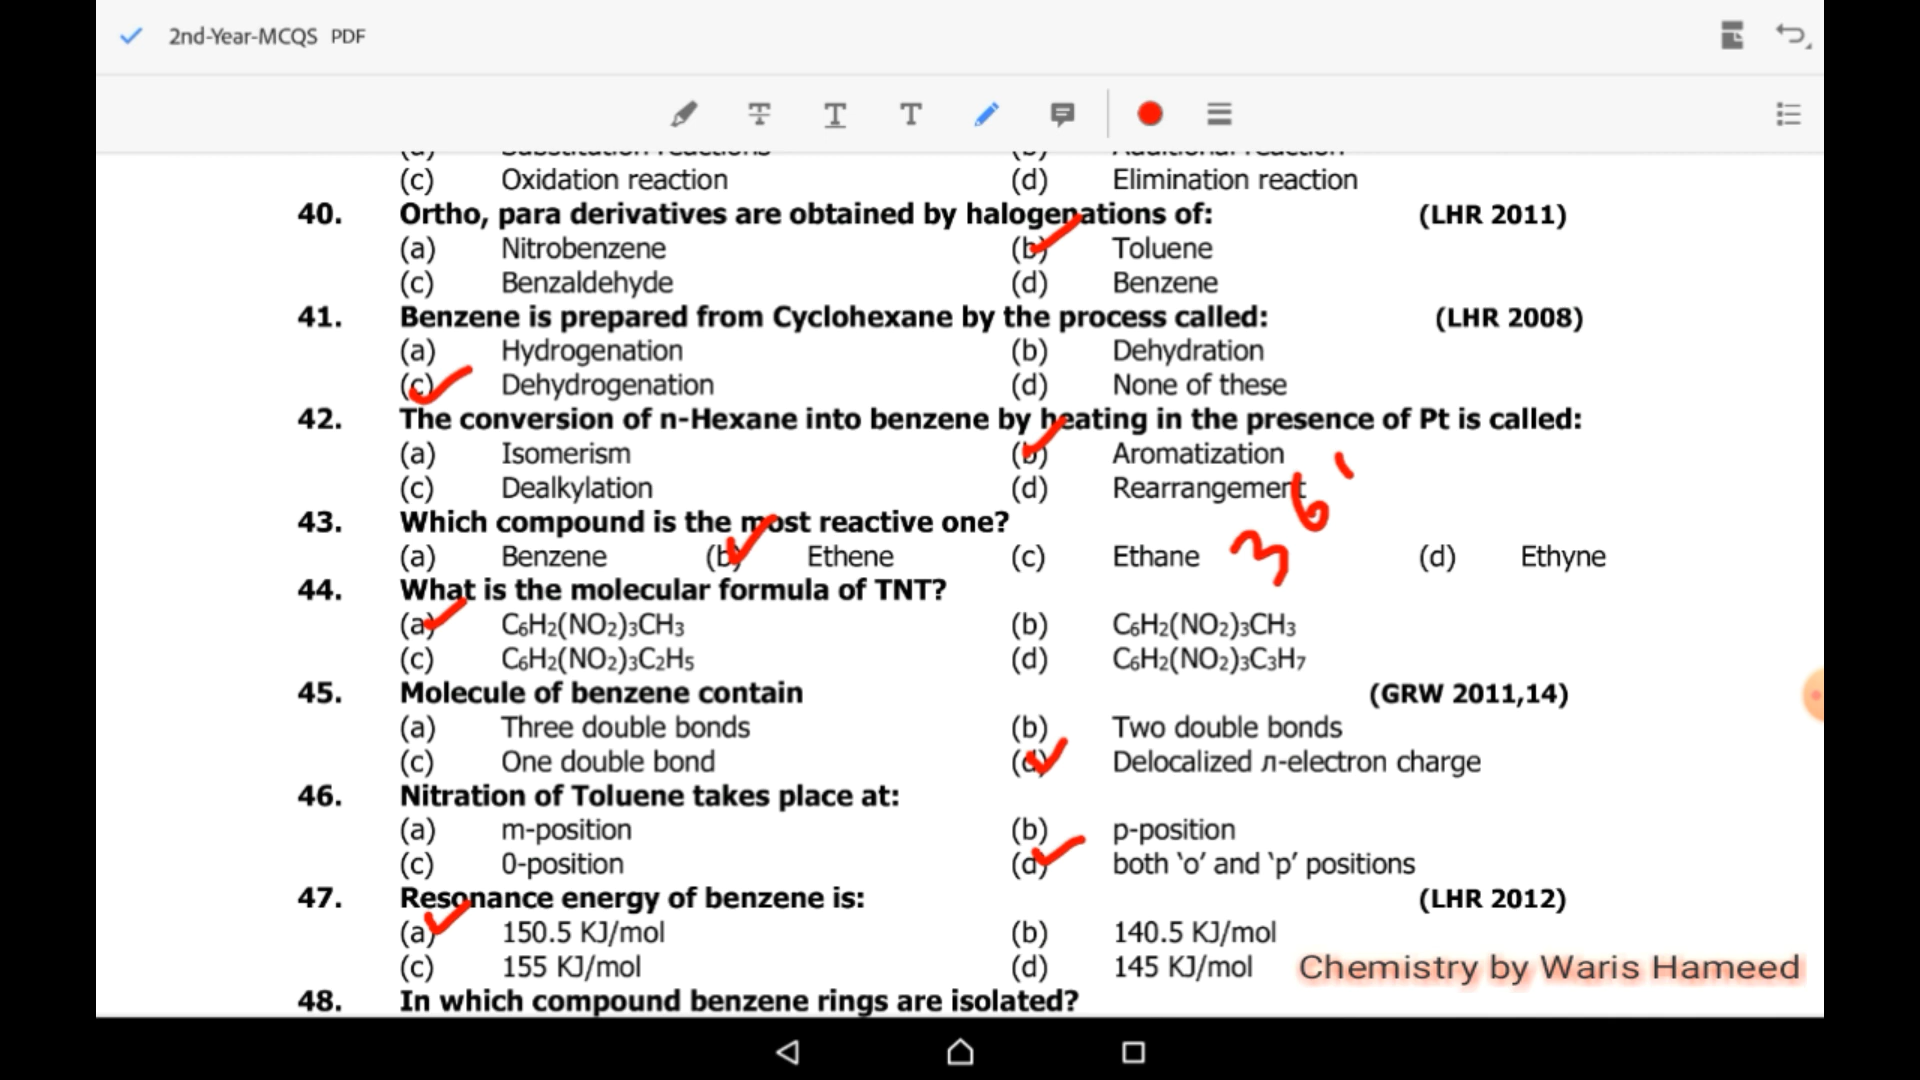 2nd-Year-MCQS PDF
(a) Substitution reactions (b) Additional reaction
(c) Oxidation reaction (d) Elimination reaction
40. Ortho, para derivatives are obtained by halogenations of: (LHR 2011)
(a) Nitrobenzene (b) Toluene
(c) Benzaldehyde (d) Benzene
41. Benzene is prepared from Cyclohexane by the process called: (LHR 2008)
(a) Hydrogenation (b) Dehydration
(c) Dehydrogenation (d) None of these
42. The conversion of n-Hexane into benzene by heating in the presence of Pt is called:
(a) Isomerism (b) Aromatization
(c) Dealkylation (d) Rearrangement
43. Which compound is the most reactive one?
(a) Benzene (b) Ethene (c) Ethane (d) Ethyne
44. What is the molecular formula of TNT?
(a) C₆H₂(NO₂)₃CH₃ (b) C₆H₂(NO₂)₃CH₃
(c) C₆H₂(NO₂)₃C₂H₅ (d) C₆H₂(NO₂)₃C₃H₇
45. Molecule of benzene contain (GRW 2011,14)
(a) Three double bonds (b) Two double bonds
(c) One double bond (d) Delocalized л-electron charge
46. Nitration of Toluene takes place at:
(a) m-position (b) p-position
(c) 0-position (d) both ‘o’ and ‘p’ positions
47. Resonance energy of benzene is: (LHR 2012)
(a) 150.5 KJ/mol (b) 140.5 KJ/mol
(c) 155 KJ/mol (d) 145 KJ/mol
Chemistry by Waris Hameed
48. In which compound benzene rings are isolated?